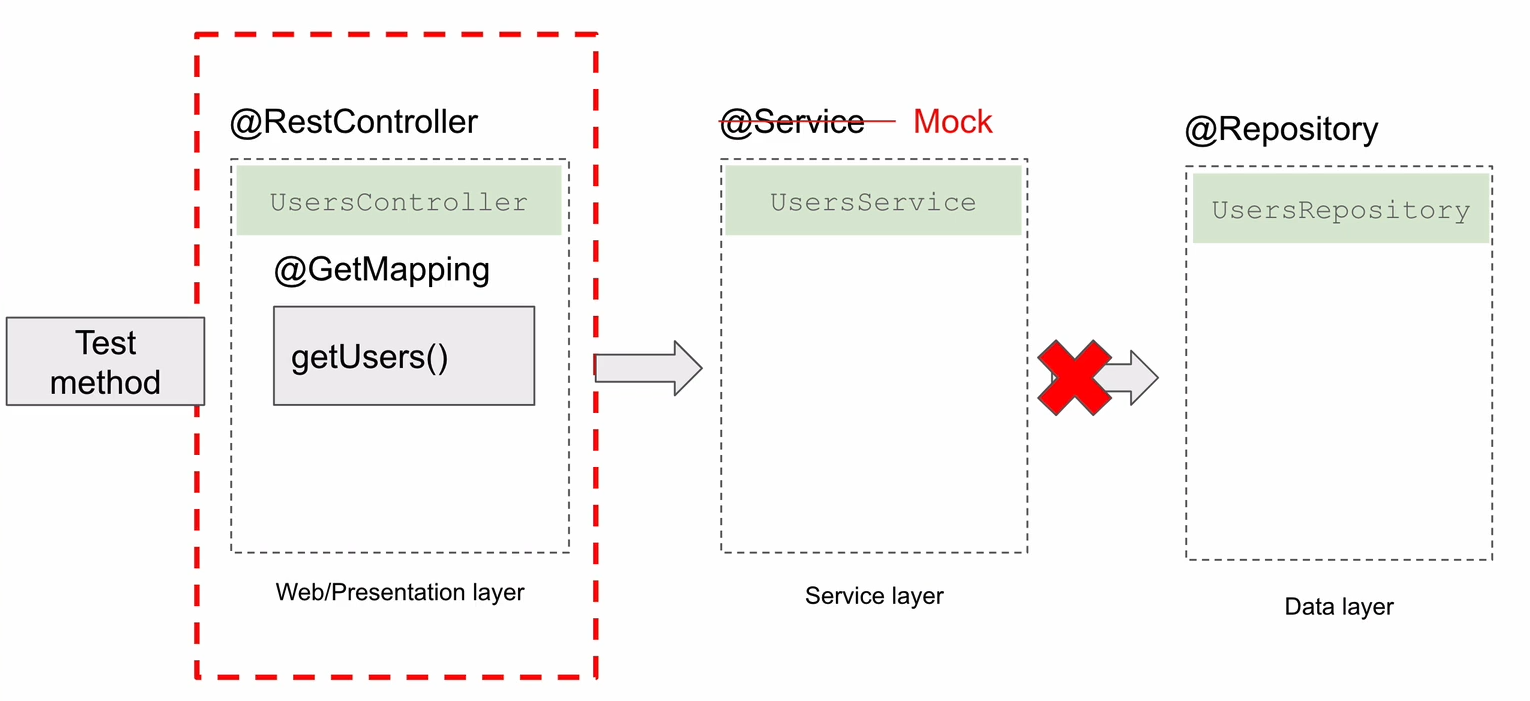 @RestController
UsersController
@GetMapping
getUsers()
Test
method
Web/Presentation layer
@Service
Mock
UsersService
Service layer
@Repository
UsersRepository
Data layer